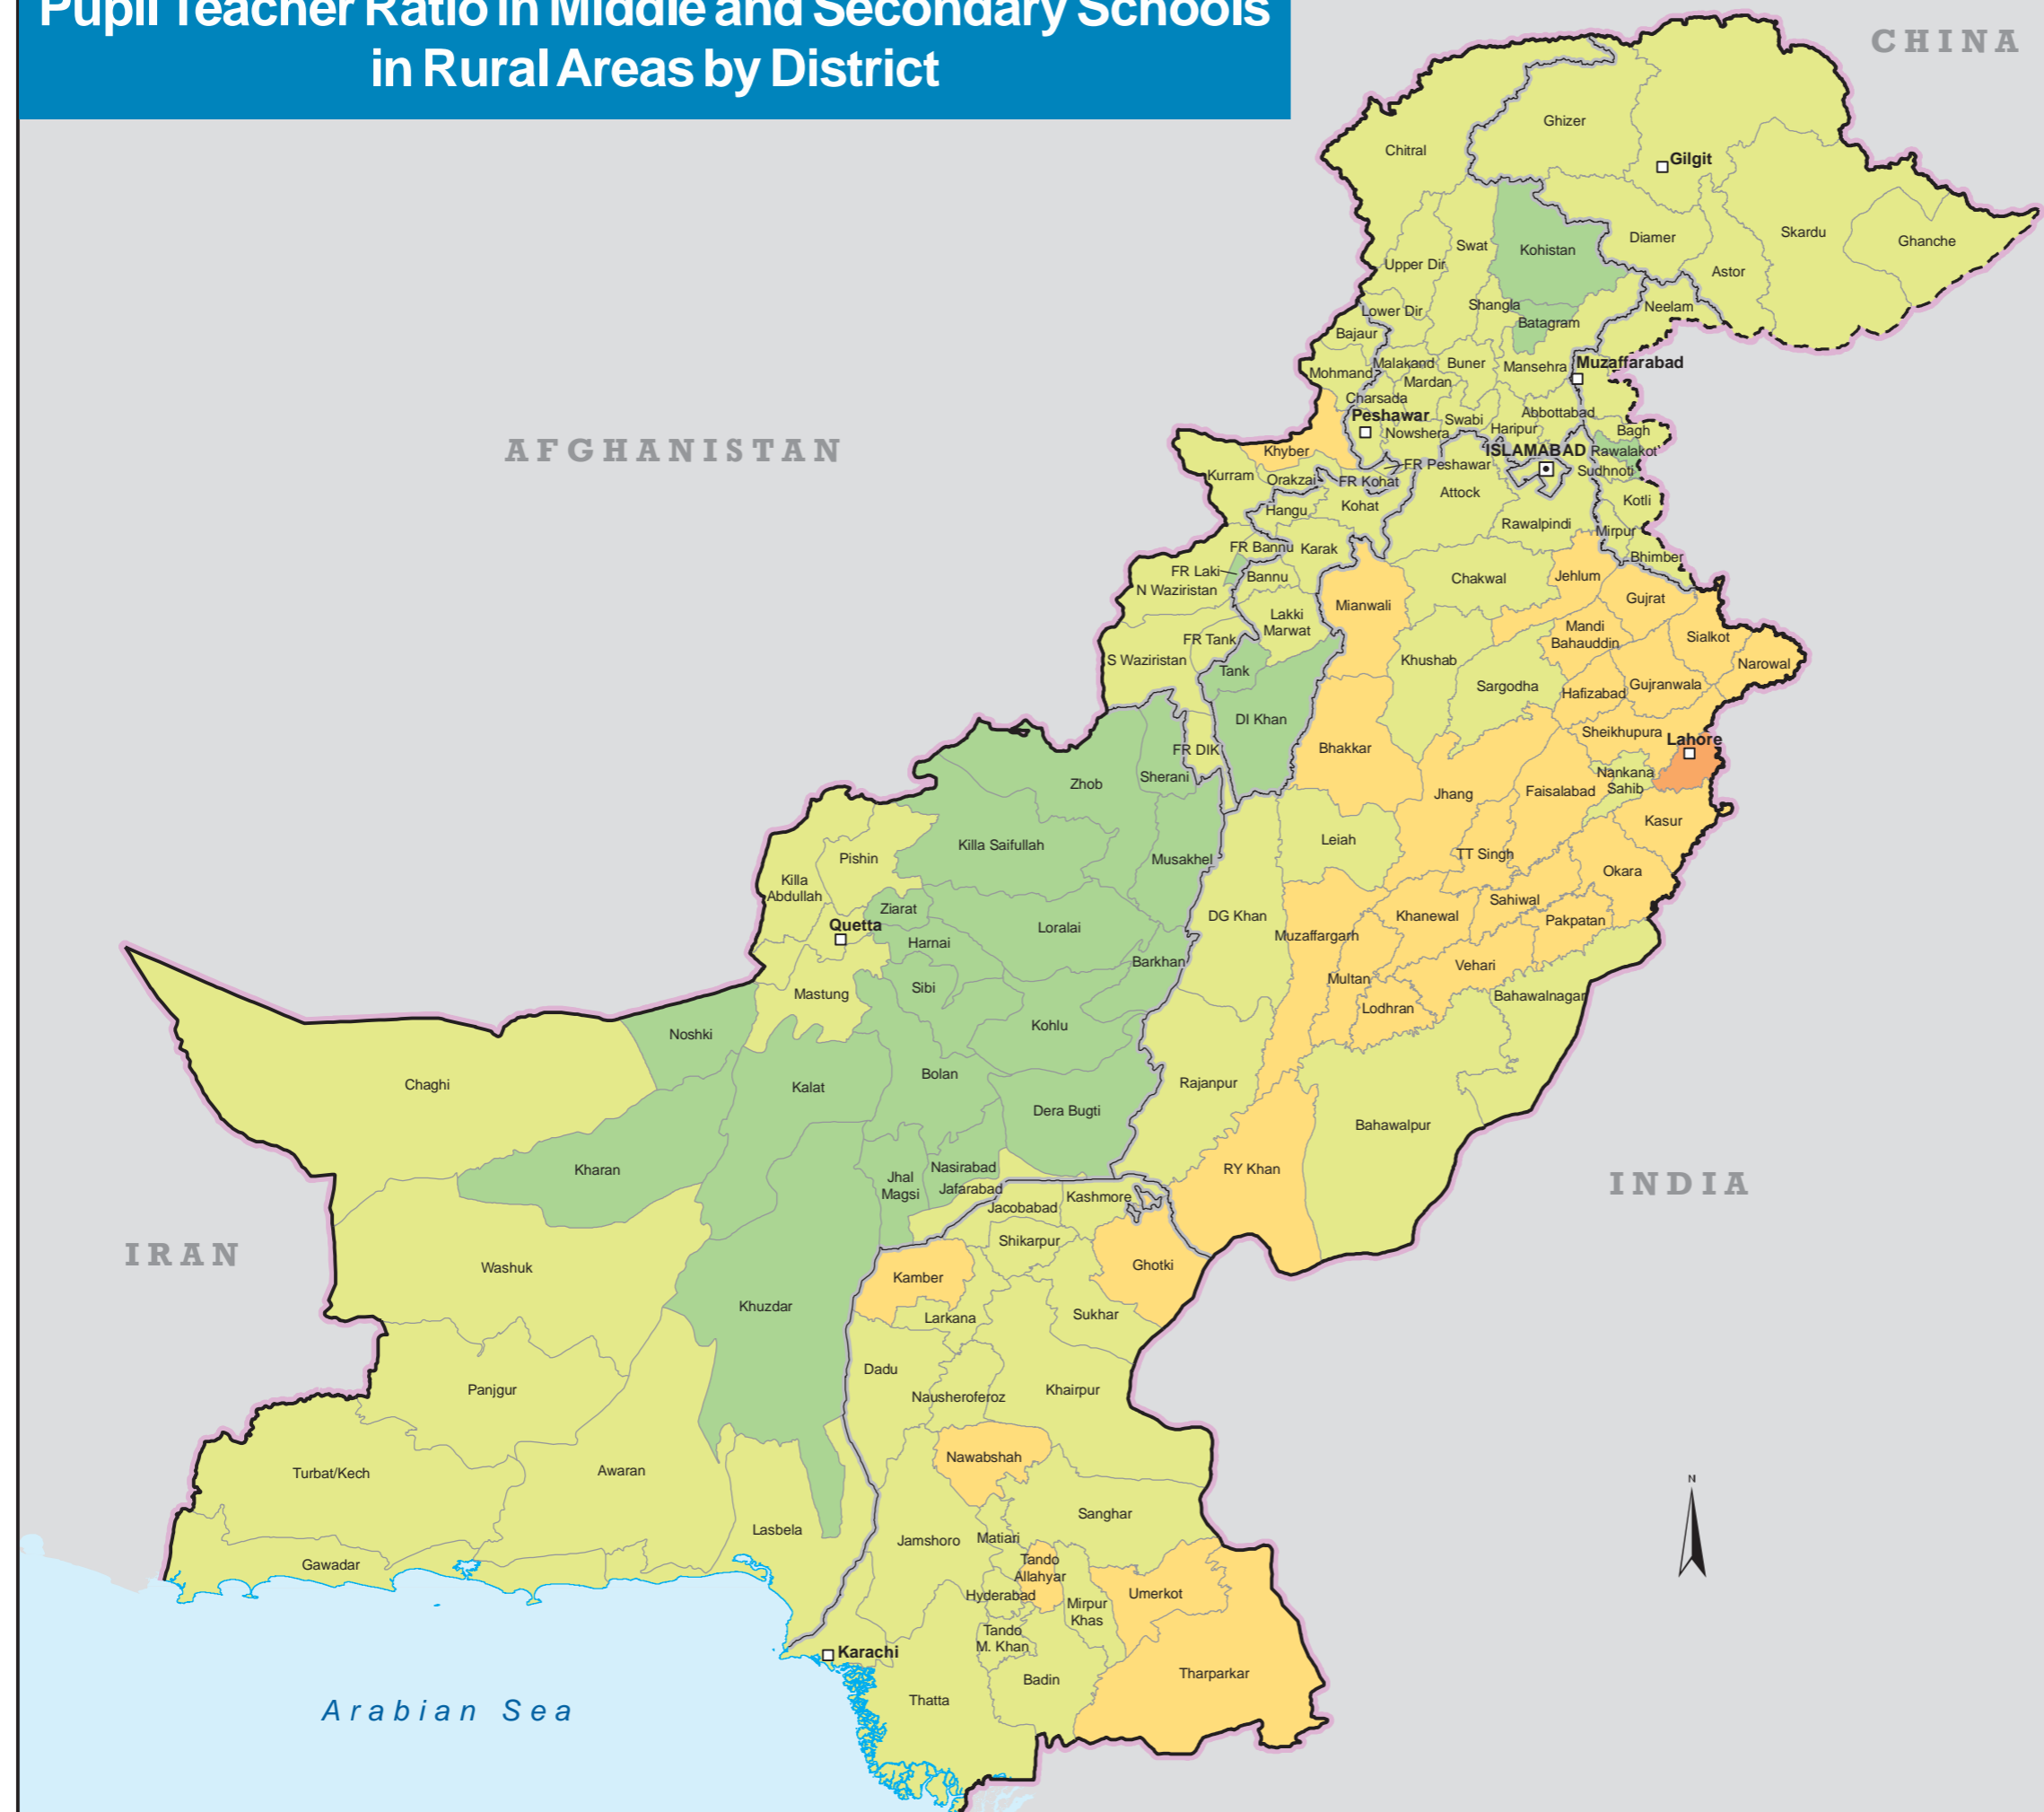 Pupil Teacher Ratio in Middle and Secondary Schools
in Rural Areas by District
CHINA
Ghizer
Chitral
Gilgit
Skardu
Diamer
Ghanche
Swat
Kohistan
Upper Dir
Astor
Shangla
Neelam
Lower Dir
Batagram
Bajaur
Malakand
Buner
Mansehra
Muzaffarabad
Mohmand
Mardan
Charsada
Abbottabad
Peshawar
Swabi
Haripur
Nowshera
Bagh
AFGHANISTAN
Khyber
ISLAMABAD
Rawalakot
FR Peshawar
Sudhnoti
Kurram
Orakzai
FR Kohat
Attock
Kotli
Hangu
Kohat
Rawalpindi
Mirpur
FR Bannu
Karak
Bhimber
FR Laki
Bannu
Chakwal
Jehlum
N Waziristan
Mianwali
Gujrat
Lakki
Marwat
Mandi
Bahauddin
Sialkot
FR Tank
S Waziristan
Khushab
Narowal
Tank
Sargodha
Gujranwala
Hafizabad
DI Khan
Sheikhupura
Lahore
FR DIK
Bhakkar
Sherani
Zhob
Nankana
Sahib
Jhang
Faisalabad
Kasur
Killa Saifullah
Leiah
Pishin
Musakhel
TT Singh
Okara
Killa
Abdullah
Ziarat
Sahiwal
DG Khan
Khanewal
Pakpatan
Quetta
Loralai
Muzaffargarh
Harnai
Barkhan
Vehari
Multan
Sibi
Mastung
Bahawalnagar
Lodhran
Kohlu
Noshki
Bolan
Chaghi
Kalat
Rajanpur
Dera Bugti
Bahawalpur
Kharan
Nasirabad
RY Khan
Jhal
Magsi
Jafarabad
Kashmore
INDIA
Jacobabad
IRAN
Shikarpur
Washuk
Ghotki
Kamber
Khuzdar
Larkana
Sukhar
Dadu
Panjgur
Nausheroferoz
Khairpur
Nawabshah
Turbat/Kech
Awaran
N
Sanghar
Lasbela
Jamshoro
Matiari
Gawadar
Tando
Allahyar
Hyderabad
Umerkot
Mirpur
Khas
Tando
M. Khan
Karachi
Badin
Tharparkar
Thatta
Arabian Sea